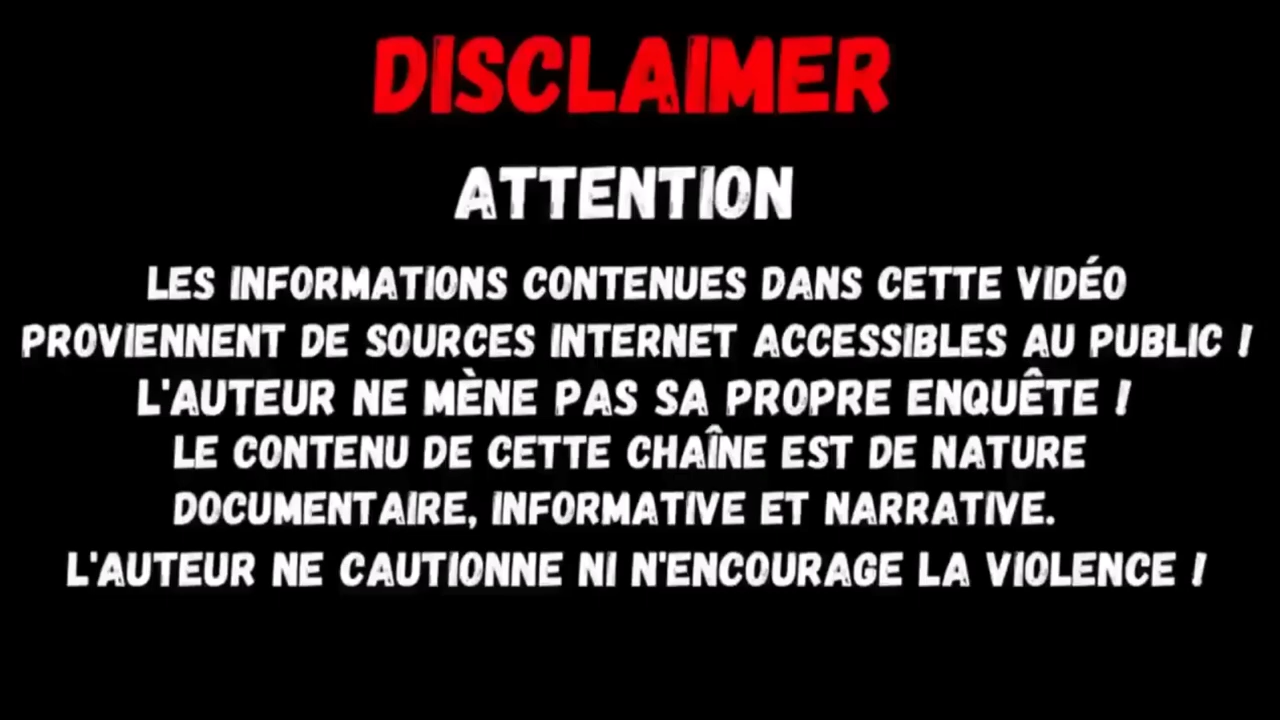 DISCLAIMER
ATTENTION
LES INFORMATIONS CONTENUES DANS CETTE VIDÉO
PROVIENNENT DE SOURCES INTERNET ACCESSIBLES AU PUBLIC !
L'AUTEUR NE MÈNE PAS SA PROPRE ENQUÊTE !
LE CONTENU DE CETTE CHAÎNE EST DE NATURE
DOCUMENTAIRE, INFORMATIVE ET NARRATIVE.
L'AUTEUR NE CAUTIONNE NI N'ENCOURAGE LA VIOLENCE !